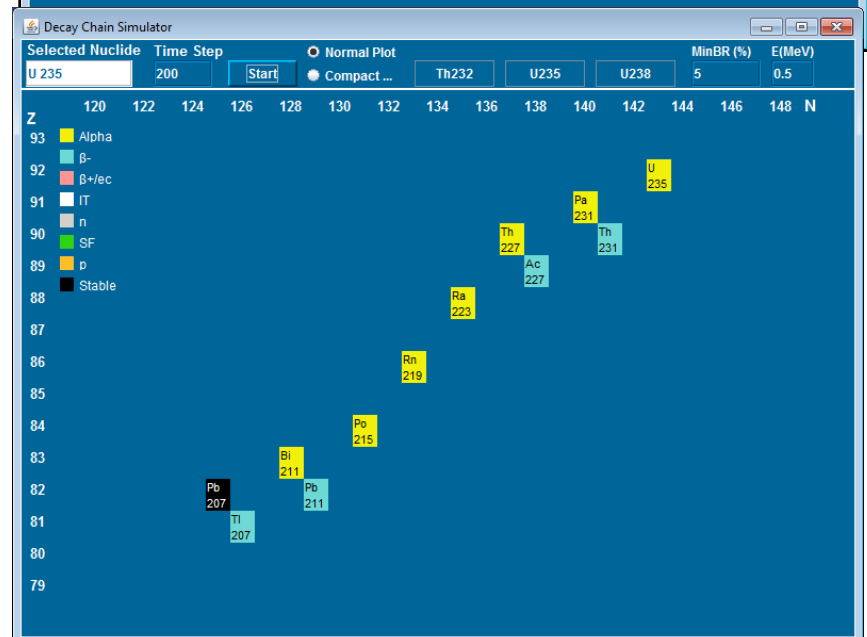 Decay Chain Simulator
Selected Nuclide Time Step Normal Plot MinBR (%) E(MeV)
U 235 200 Start Compact ... Th232 U235 U238 5 0.5
120 122 124 126 128 130 132 134 136 138 140 142 144 146 148 N
Z
93 Alpha
β-
92 U
235
β+/ec
91 IT Pa
231
n
90 Th Th
227 231
SF
89 p Ac
227
Stable
88 Ra
223
87
86 Rn
219
85
84 Po
215
83 Bi
211
82 Pb Pb
207 211
81 Tl
207
80
79